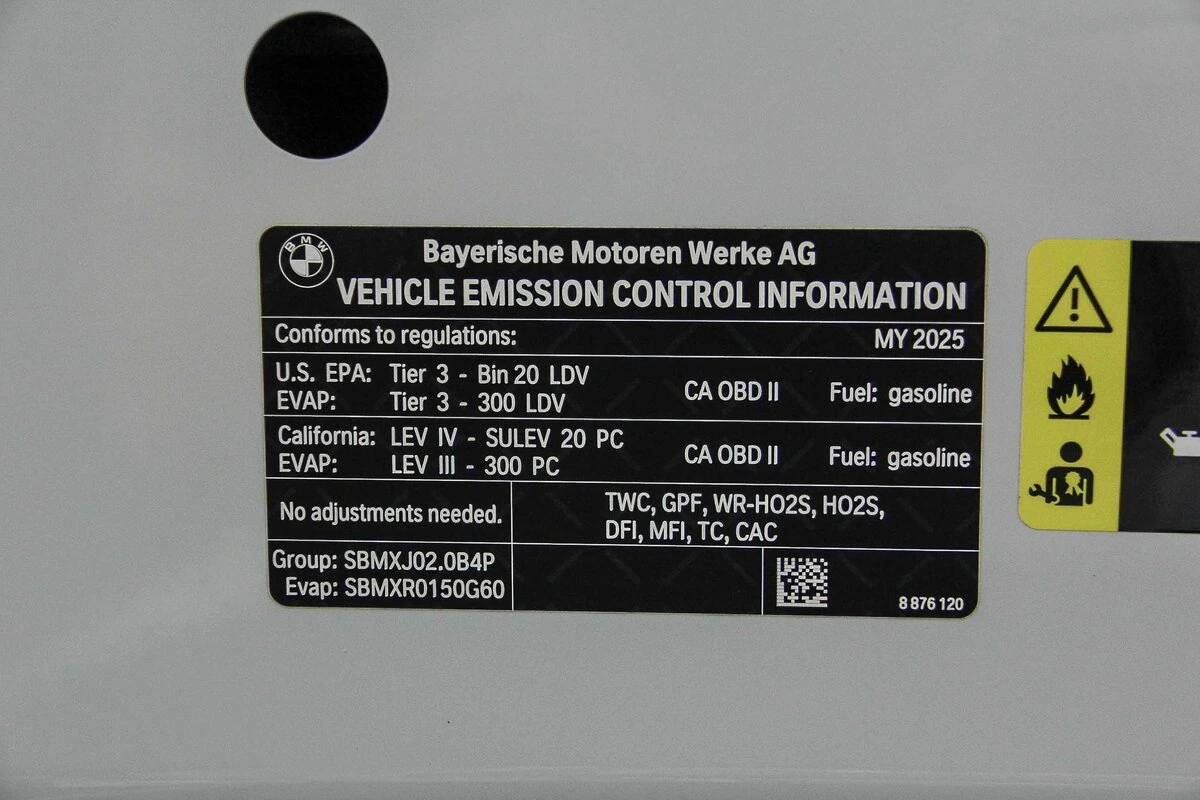 BMW
Bayerische Motoren Werke AG
VEHICLE EMISSION CONTROL INFORMATION
Conforms to regulations: MY 2025
U.S. EPA: Tier 3 - Bin 20 LDV
EVAP: Tier 3 - 300 LDV
CA OBD II Fuel: gasoline
California: LEV IV - SULEV 20 PC
EVAP: LEV III - 300 PC
CA OBD II Fuel: gasoline
No adjustments needed.
TWC, GPF, WR-HO2S, HO2S,
DFI, MFI, TC, CAC
Group: SBMXJ02.0B4P
Evap: SBMXR0150G60
8 876 120